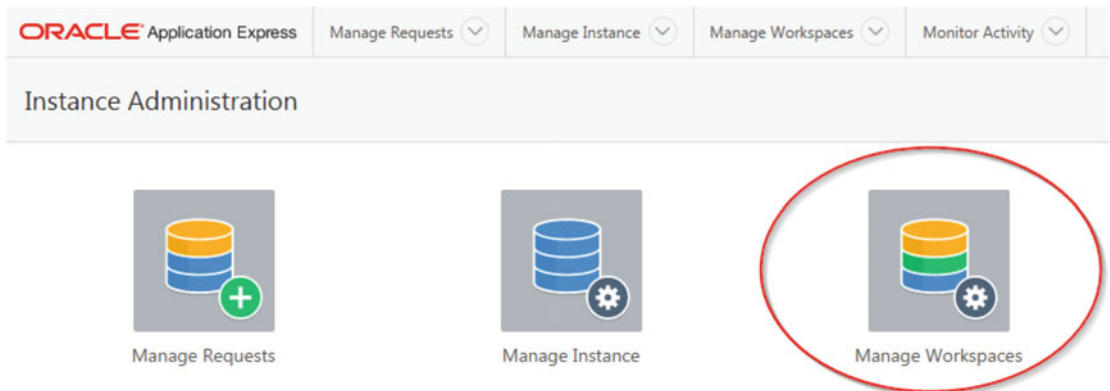 ORACLE Application Express Manage Requests Manage Instance Manage Workspaces Monitor Activity
Instance Administration
Manage Requests Manage Instance Manage Workspaces